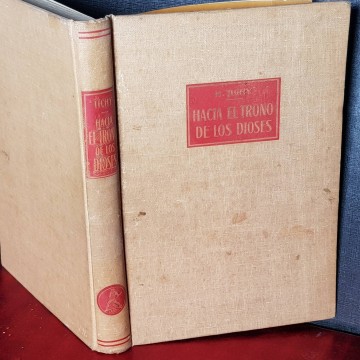 HACIA
EL TRONO
DE LOS
DIOSES
HACIA EL TRONO
DE LOS DIOSES